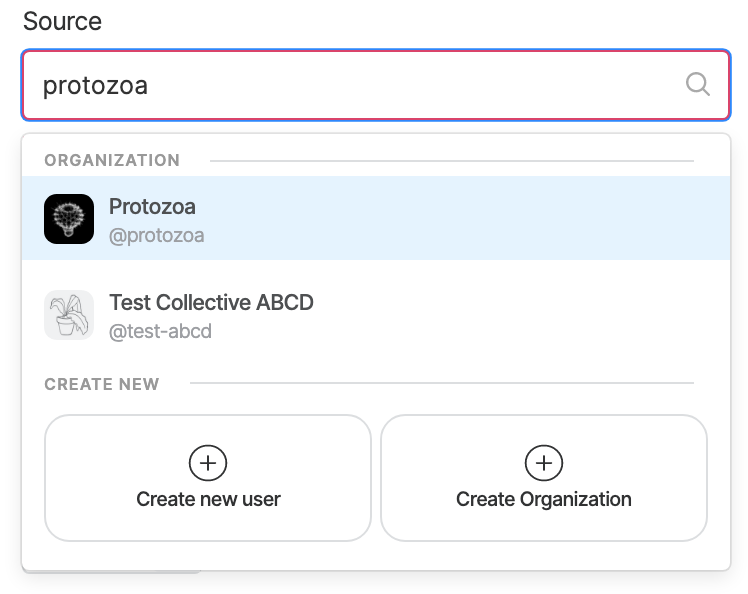 Source
protozoa
ORGANIZATION
Protozoa
@protozoa
Test Collective ABCD
@test-abcd
CREATE NEW
Create new user
Create Organization